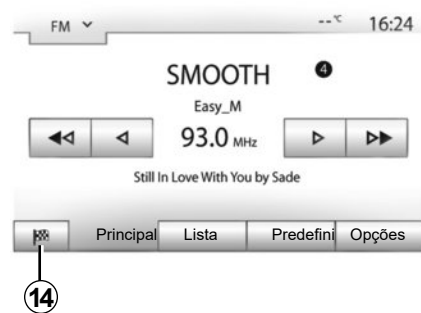 FM --°C 16:24
SMOOTH 4
Easy_M
93.0 MHz
Still In Love With You by Sade
Principal Lista Predefini Opções
14